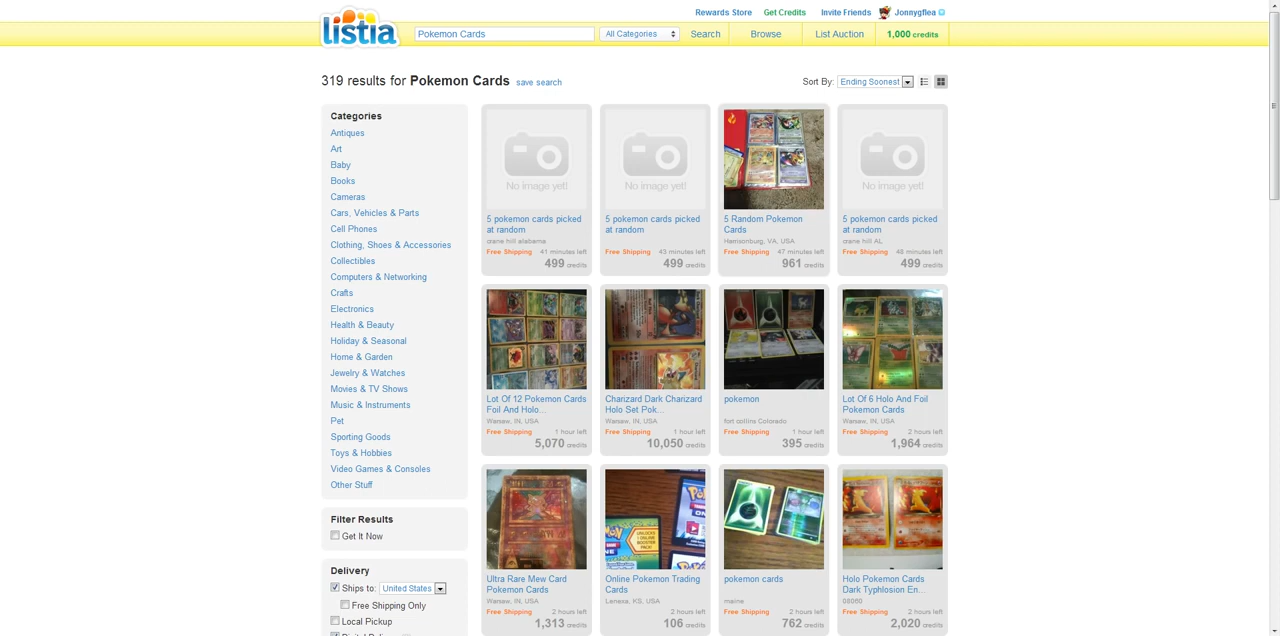 Rewards Store Get Credits Invite Friends Jonnygflea
listia
Pokemon Cards All Categories Search Browse List Auction 1,000 credits
319 results for Pokemon Cards save search
Sort By: Ending Soonest
Categories
Antiques
Art
Baby
Books
Cameras
Cars, Vehicles & Parts
Cell Phones
Clothing, Shoes & Accessories
Collectibles
Computers & Networking
Crafts
Electronics
Health & Beauty
Holiday & Seasonal
Home & Garden
Jewelry & Watches
Movies & TV Shows
Music & Instruments
Pet
Sporting Goods
Toys & Hobbies
Video Games & Consoles
Other Stuff
Filter Results
Get It Now
Delivery
Ships to: United States
Free Shipping Only
Local Pickup
No image yet!
5 pokemon cards picked
at random
crane hill alabama
Free Shipping 41 minutes left
499 credits
No image yet!
5 pokemon cards picked
at random
Free Shipping 43 minutes left
499 credits
5 Random Pokemon
Cards
Harrisonburg, VA, USA
Free Shipping 47 minutes left
961 credits
No image yet!
5 pokemon cards picked
at random
crane hill AL
Free Shipping 48 minutes left
499 credits
Lot Of 12 Pokemon Cards
Foil And Holo...
Warsaw, IN, USA
Free Shipping 1 hour left
5,070 credits
Charizard Dark Charizard
Holo Set Pok...
Warsaw, IN, USA
Free Shipping 1 hour left
10,050 credits
pokemon
fort collins Colorado
Free Shipping 1 hour left
395 credits
Lot Of 6 Holo And Foil
Pokemon Cards
Warsaw, IN, USA
Free Shipping 2 hours left
1,964 credits
Ultra Rare Mew Card
Pokemon Cards
Warsaw, IN, USA
Free Shipping 2 hours left
1,313 credits
Online Pokemon Trading
Cards
Lenexa, KS, USA
Free Shipping 2 hours left
106 credits
pokemon cards
maine
Free Shipping 2 hours left
762 credits
Holo Pokemon Cards
Dark Typhlosion En...
08060
Free Shipping 2 hours left
2,020 credits